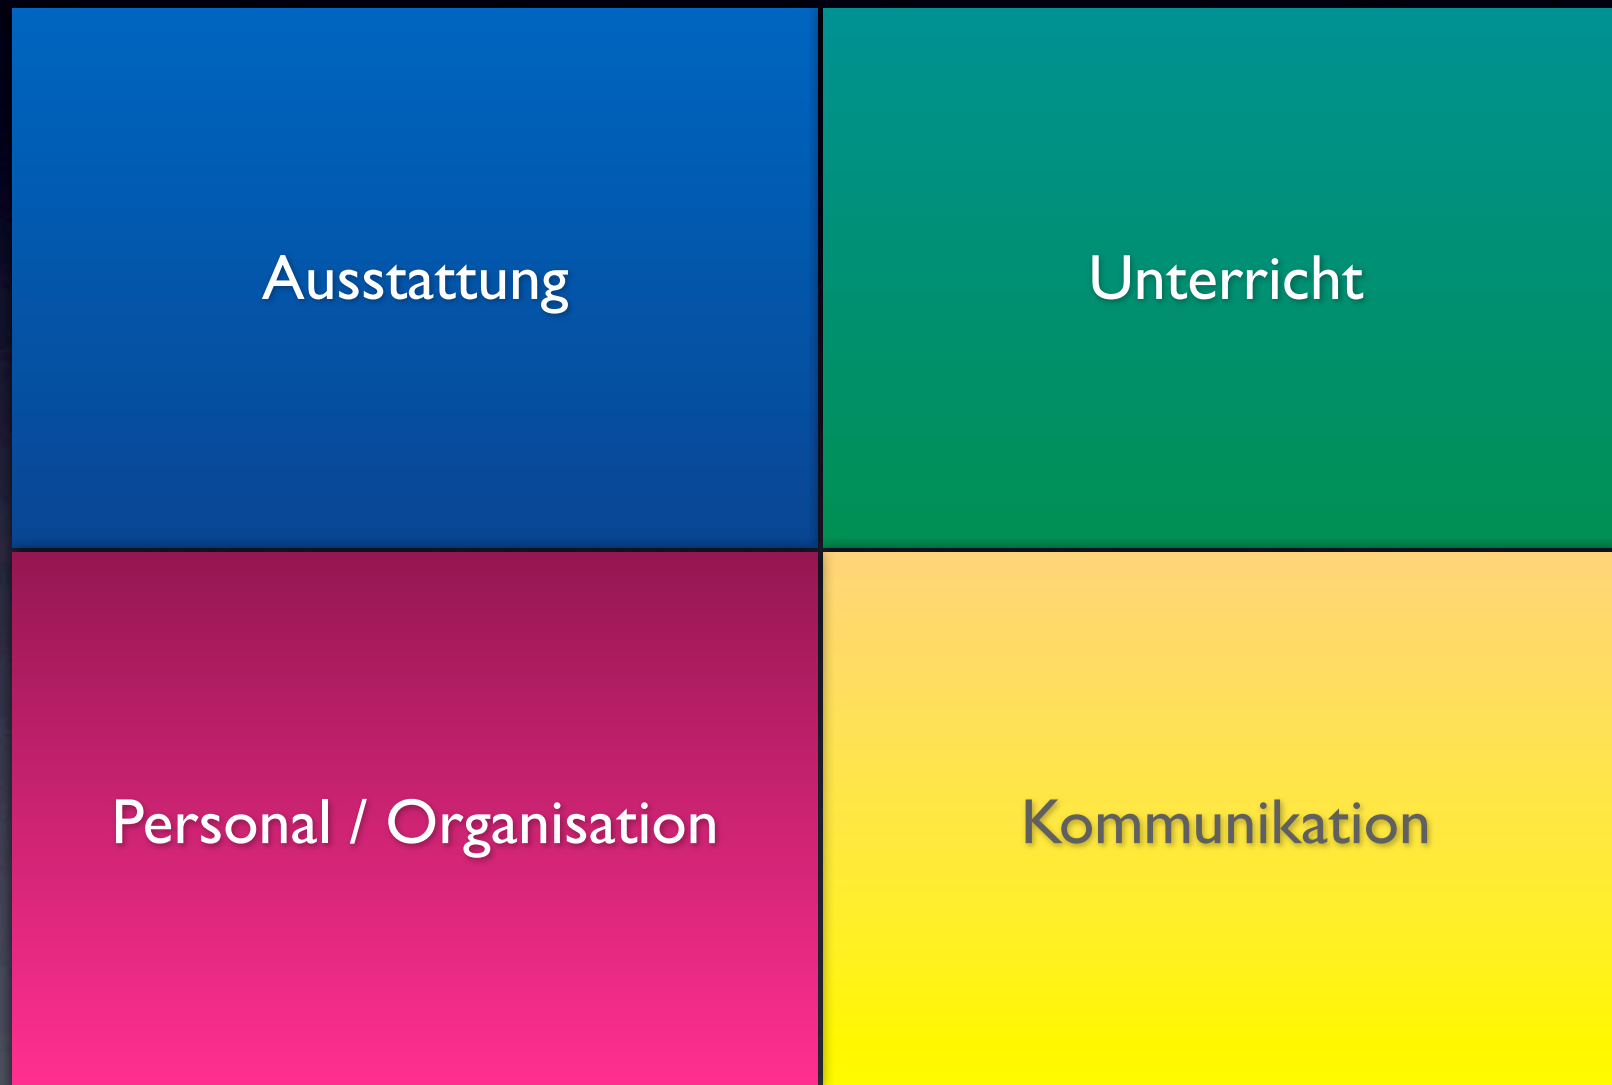 Ausstattung
Unterricht
Personal / Organisation
Kommunikation